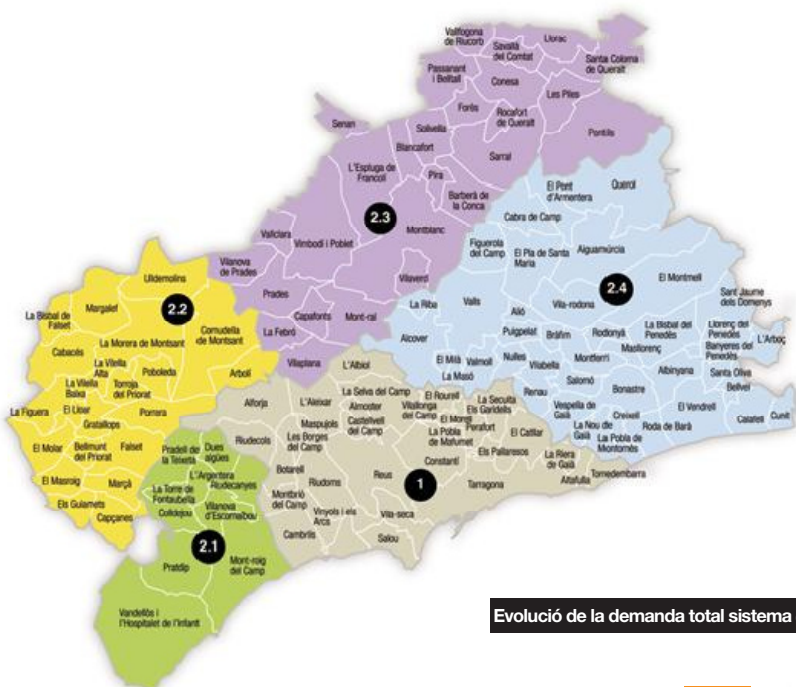 Vallfogona
de Riucorb
Savallà
del Comtat
Llorac
Santa Coloma
de Queralt
Passanant
i Belltall
Conesa
Les Piles
Forès
Rocafort
de Queralt
Senan
Solivella
Pontils
Blancafort
Sarral
L'Espluga de
Francolí
Pira
Barberà de
la Conca
2.3
Montblanc
Vallclara
Vimbodí i Poblet
Vilanova
de Prades
Vilaverd
Prades
Capafonts
Mont-ral
La Febró
Vilaplana
El Pont
d'Armentera
Querol
Cabra de Camp
Figuerola
del Camp
El Pla de Santa
Maria
Aiguamúrcia
2.4
El Montmell
Sant Jaume
dels Domenys
La Riba
Valls
Alió
Vila-rodona
Puigpelat
Bràfim
Rodonyà
La Bisbal del
Penedès
Llorenç del
Penedès
L'Arboç
Banyeres del
Penedès
Alcover
El Milà
Vallmoll
Nulles
Vilabella
Montferri
Masllorenç
Albinyana
Santa Oliva
La Masó
Renau
Salomó
Bonastre
Bellvei
Vespella de
Gaià
Creixell
El Vendrell
La Nou de
Gaià
Roda de Barà
Calafell
Cunit
La Pobla de
Montornès
Ulldemolins
2.2
La Bisbal de
Falset
Margalef
Cornudella
de Montsant
La Morera de Montsant
Cabacés
La Vilella
Alta
Poboleda
Arbolí
La Vilella
Baixa
Torroja
del Priorat
La Figuera
El Lloar
Porrera
Gratallops
El Molar
Bellmunt
del Priorat
Falset
El Masroig
Marçà
Els Guiamets
Capçanes
L'Albiol
Alforja
L'Aleixar
La Selva del Camp
El Rourell
La Secuita
Almoster
Vilallonga
del Camp
Els Garidells
Maspujols
El Morell
Perafort
Castellvell
del Camp
La Pobla
de Mafumet
El Catllar
Riudecols
Les Borges
del Camp
Els Pallaresos
La Riera
de Gaià
Constantí
Botarell
Reus
1
Torredembarra
Riudoms
Tarragona
Altafulla
Montbrió
del Camp
Vinyols i els
Arcs
Vila-seca
Cambrils
Salou
Pradell de
la Teixeta
Dues
aigües
L'Argentera
La Torre de
Fontaubella
Riudecanyes
Colldejou
Vilanova
d'Escornalbou
2.1
Pratdip
Mont-roig
del Camp
Vandellòs i
l'Hospitalet de l'Infant
Evolució de la demanda total sistema